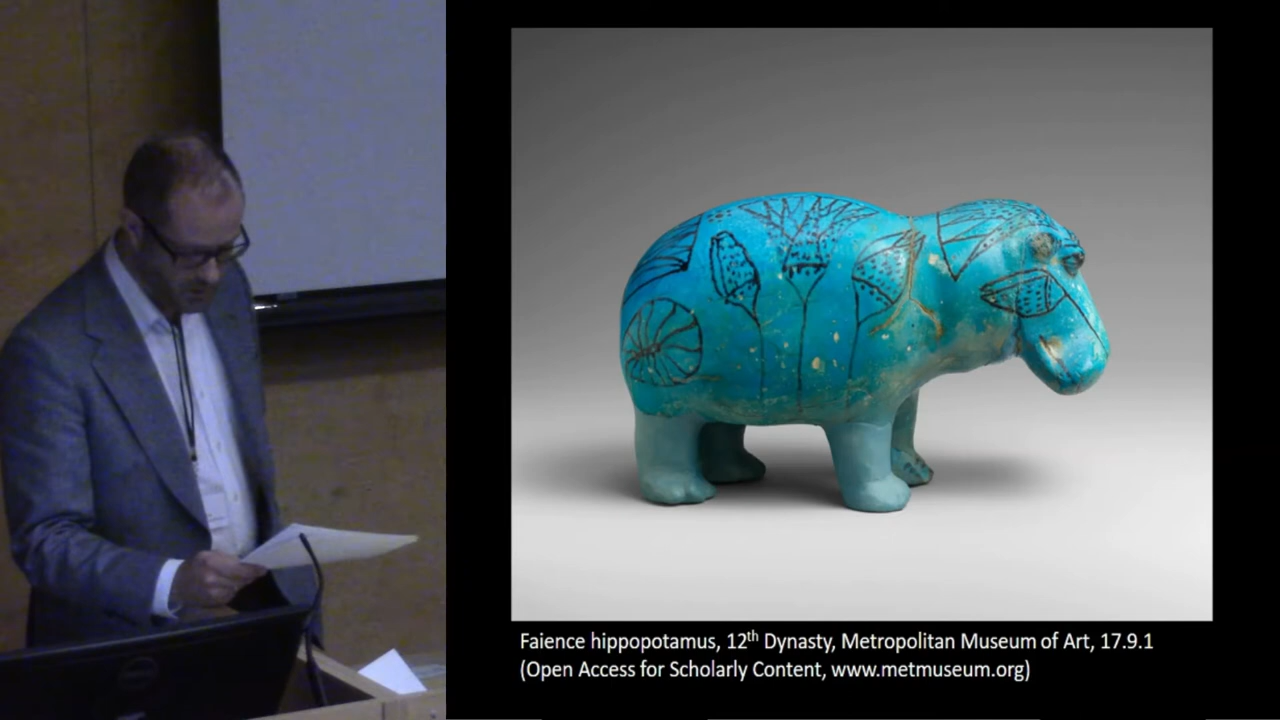 Faience hippopotamus, 12th Dynasty, Metropolitan Museum of Art, 17.9.1
(Open Access for Scholarly Content, www.metmuseum.org)